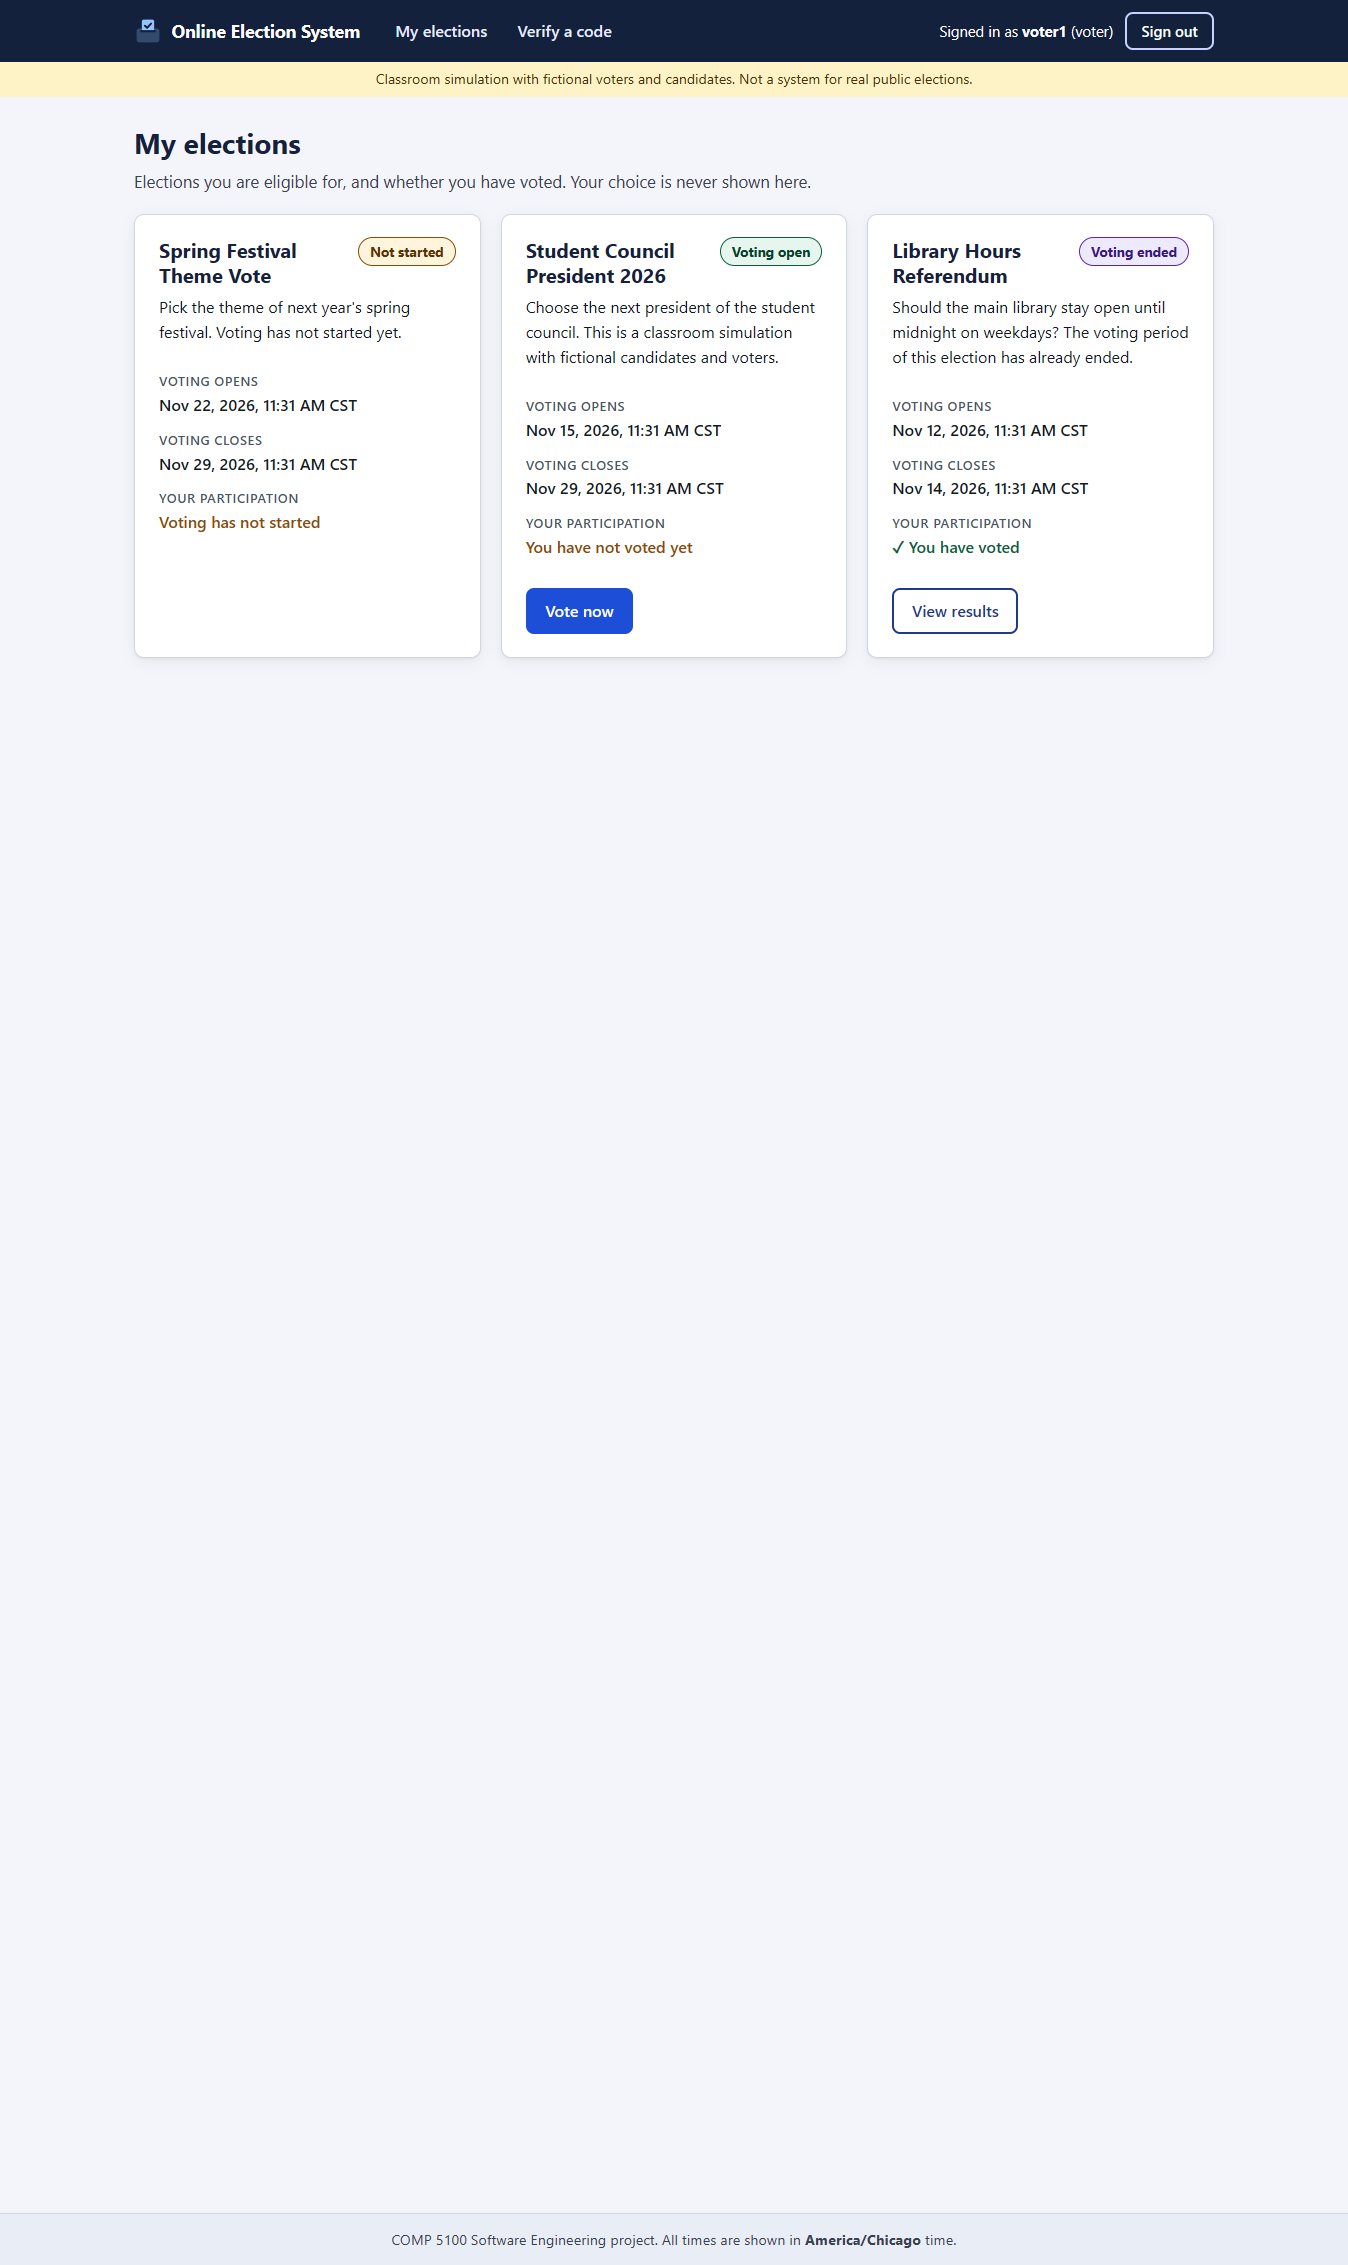 Online Election System
My elections
Verify a code
Signed in as voter1 (voter)
Sign out
Classroom simulation with fictional voters and candidates. Not a system for real public elections.
My elections
Elections you are eligible for, and whether you have voted. Your choice is never shown here.
Spring Festival
Theme Vote
Not started
Pick the theme of next year's spring
festival. Voting has not started yet.
VOTING OPENS
Nov 22, 2026, 11:31 AM CST
VOTING CLOSES
Nov 29, 2026, 11:31 AM CST
YOUR PARTICIPATION
Voting has not started
Student Council
President 2026
Voting open
Choose the next president of the student
council. This is a classroom simulation
with fictional candidates and voters.
VOTING OPENS
Nov 15, 2026, 11:31 AM CST
VOTING CLOSES
Nov 29, 2026, 11:31 AM CST
YOUR PARTICIPATION
You have not voted yet
Vote now
Library Hours
Referendum
Voting ended
Should the main library stay open until
midnight on weekdays? The voting period
of this election has already ended.
VOTING OPENS
Nov 12, 2026, 11:31 AM CST
VOTING CLOSES
Nov 14, 2026, 11:31 AM CST
YOUR PARTICIPATION
✓ You have voted
View results
COMP 5100 Software Engineering project. All times are shown in America/Chicago time.